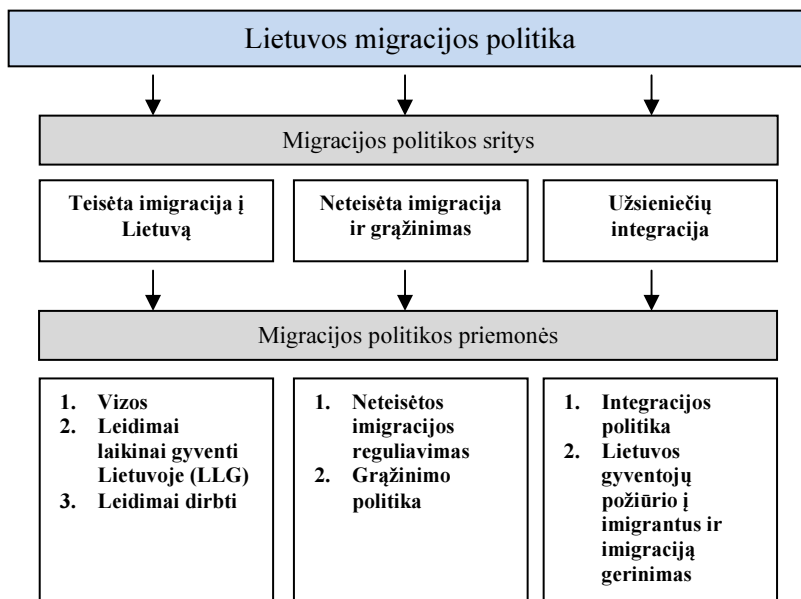 Lietuvos migracijos politika
Migracijos politikos sritys
Teisėta imigracija į
Lietuvą
Neteisėta imigracija
ir grąžinimas
Užsieniečių
integracija
Migracijos politikos priemonės
1. Vizos
2. Leidimai
laikinai gyventi
Lietuvoje (LLG)
3. Leidimai dirbti
1. Neteisėtos
imigracijos
reguliavimas
2. Grąžinimo
politika
1. Integracijos
politika
2. Lietuvos
gyventojų
požiūrio į
imigrantus ir
imigraciją
gerinimas